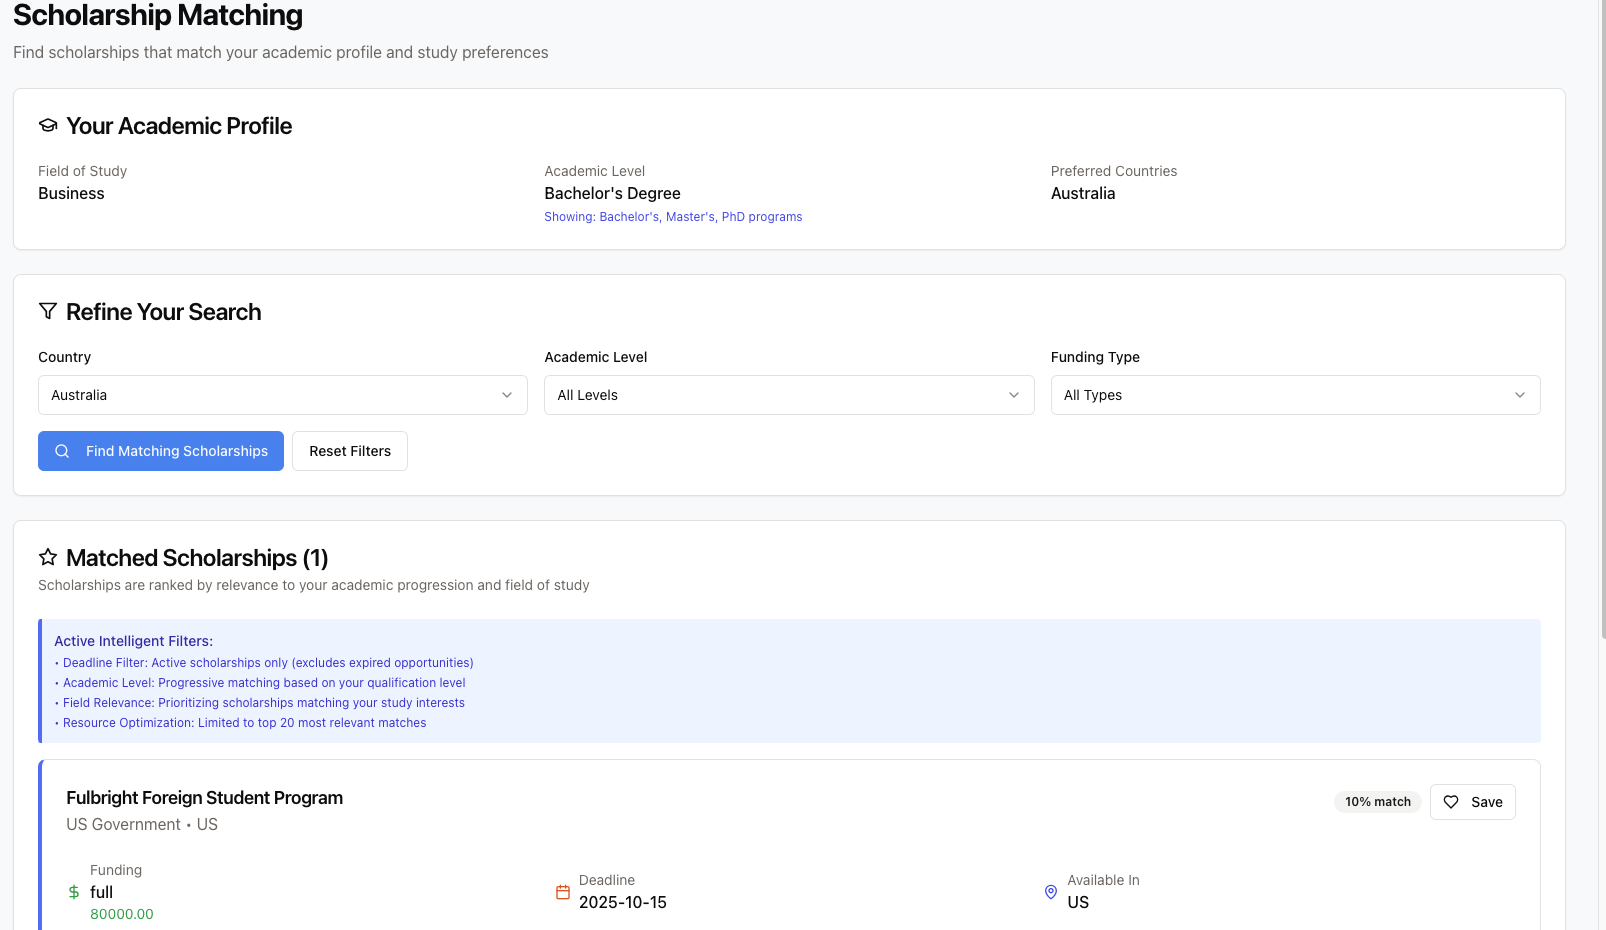 Scholarship Matching
Find scholarships that match your academic profile and study preferences
Your Academic Profile
Field of Study
Business
Academic Level
Bachelor's Degree
Showing: Bachelor's, Master's, PhD programs
Preferred Countries
Australia
Refine Your Search
Country
Australia
Academic Level
All Levels
Funding Type
All Types
Find Matching Scholarships
Reset Filters
Matched Scholarships (1)
Scholarships are ranked by relevance to your academic progression and field of study
Active Intelligent Filters:
• Deadline Filter: Active scholarships only (excludes expired opportunities)
• Academic Level: Progressive matching based on your qualification level
• Field Relevance: Prioritizing scholarships matching your study interests
• Resource Optimization: Limited to top 20 most relevant matches
Fulbright Foreign Student Program
US Government • US
10% match
Save
Funding
full
80000.00
Deadline
2025-10-15
Available In
US